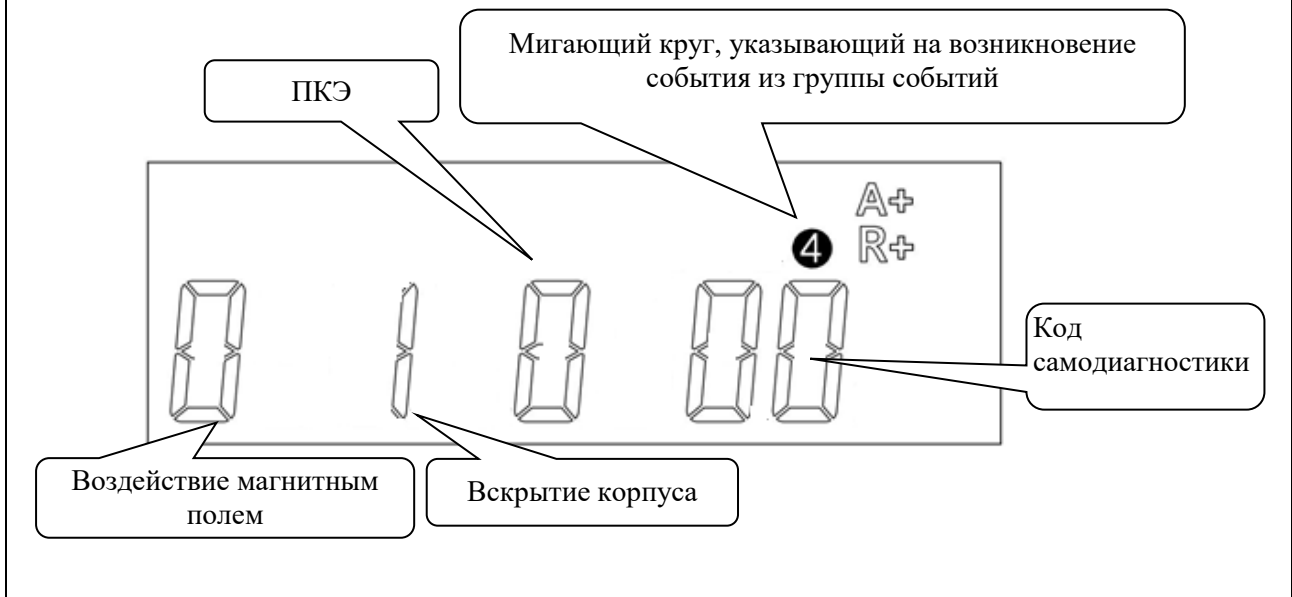 Мигающий круг, указывающий на возникновение
события из группы событий
ПКЭ
A+
4 R+
0 1 0 00
Код
самодиагностики
Воздействие магнитным
полем
Вскрытие корпуса